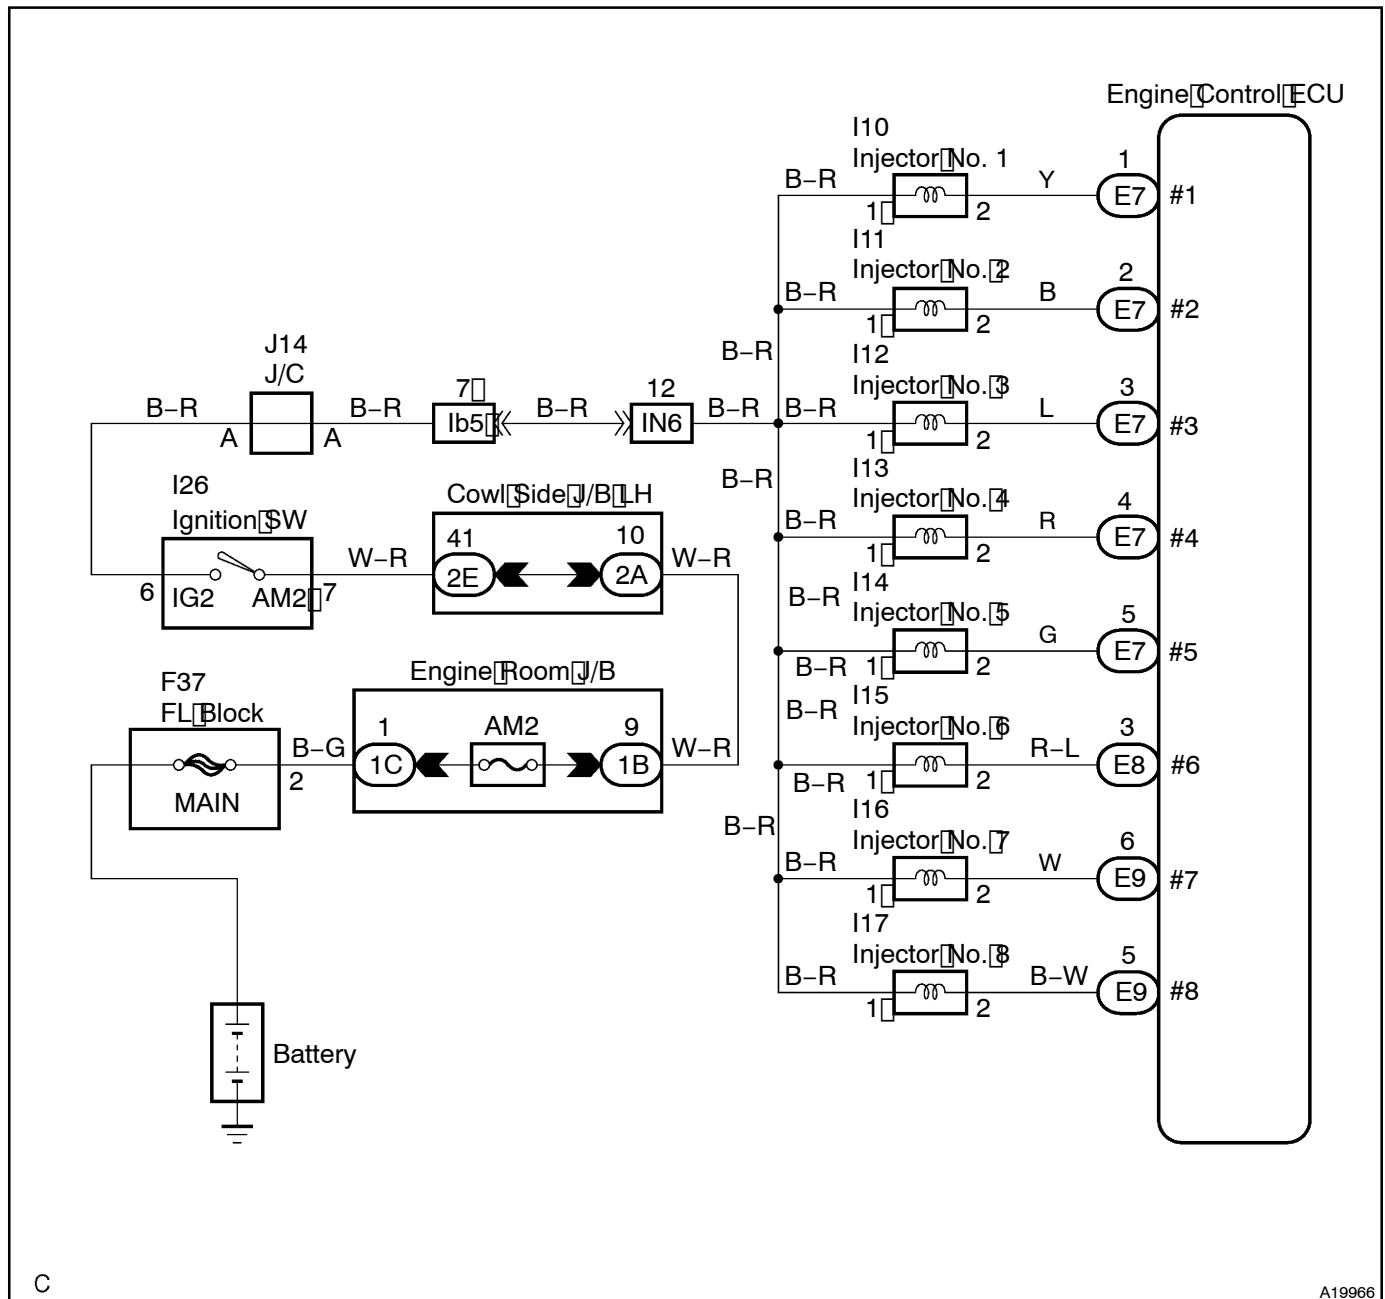 Engine Control ECU
I10
Injector No. 1
B–R
1
2
Y
1
E7
#1
I11
Injector No. 2
B–R
1
2
B
2
E7
#2
B–R
I12
Injector No. 3
B–R
1
2
L
3
E7
#3
J14
J/C
B–R
A
A
B–R
7
Ib5
B–R
12
IN6
B–R
B–R
I13
Injector No. 4
B–R
1
2
R
4
E7
#4
I26
Ignition SW
6
IG2
AM2
7
W–R
Cowl Side J/B LH
41
2E
10
2A
W–R
B–R
I14
Injector No. 5
B–R
1
2
G
5
E7
#5
F37
FL Block
MAIN
B–G
2
Engine Room J/B
1
1C
AM2
9
1B
W–R
B–R
I15
Injector No. 6
B–R
1
2
R–L
3
E8
#6
B–R
I16
Injector No. 7
B–R
1
2
W
6
E9
#7
I17
Injector No. 8
B–R
1
2
B–W
5
E9
#8
Battery
C
A19966